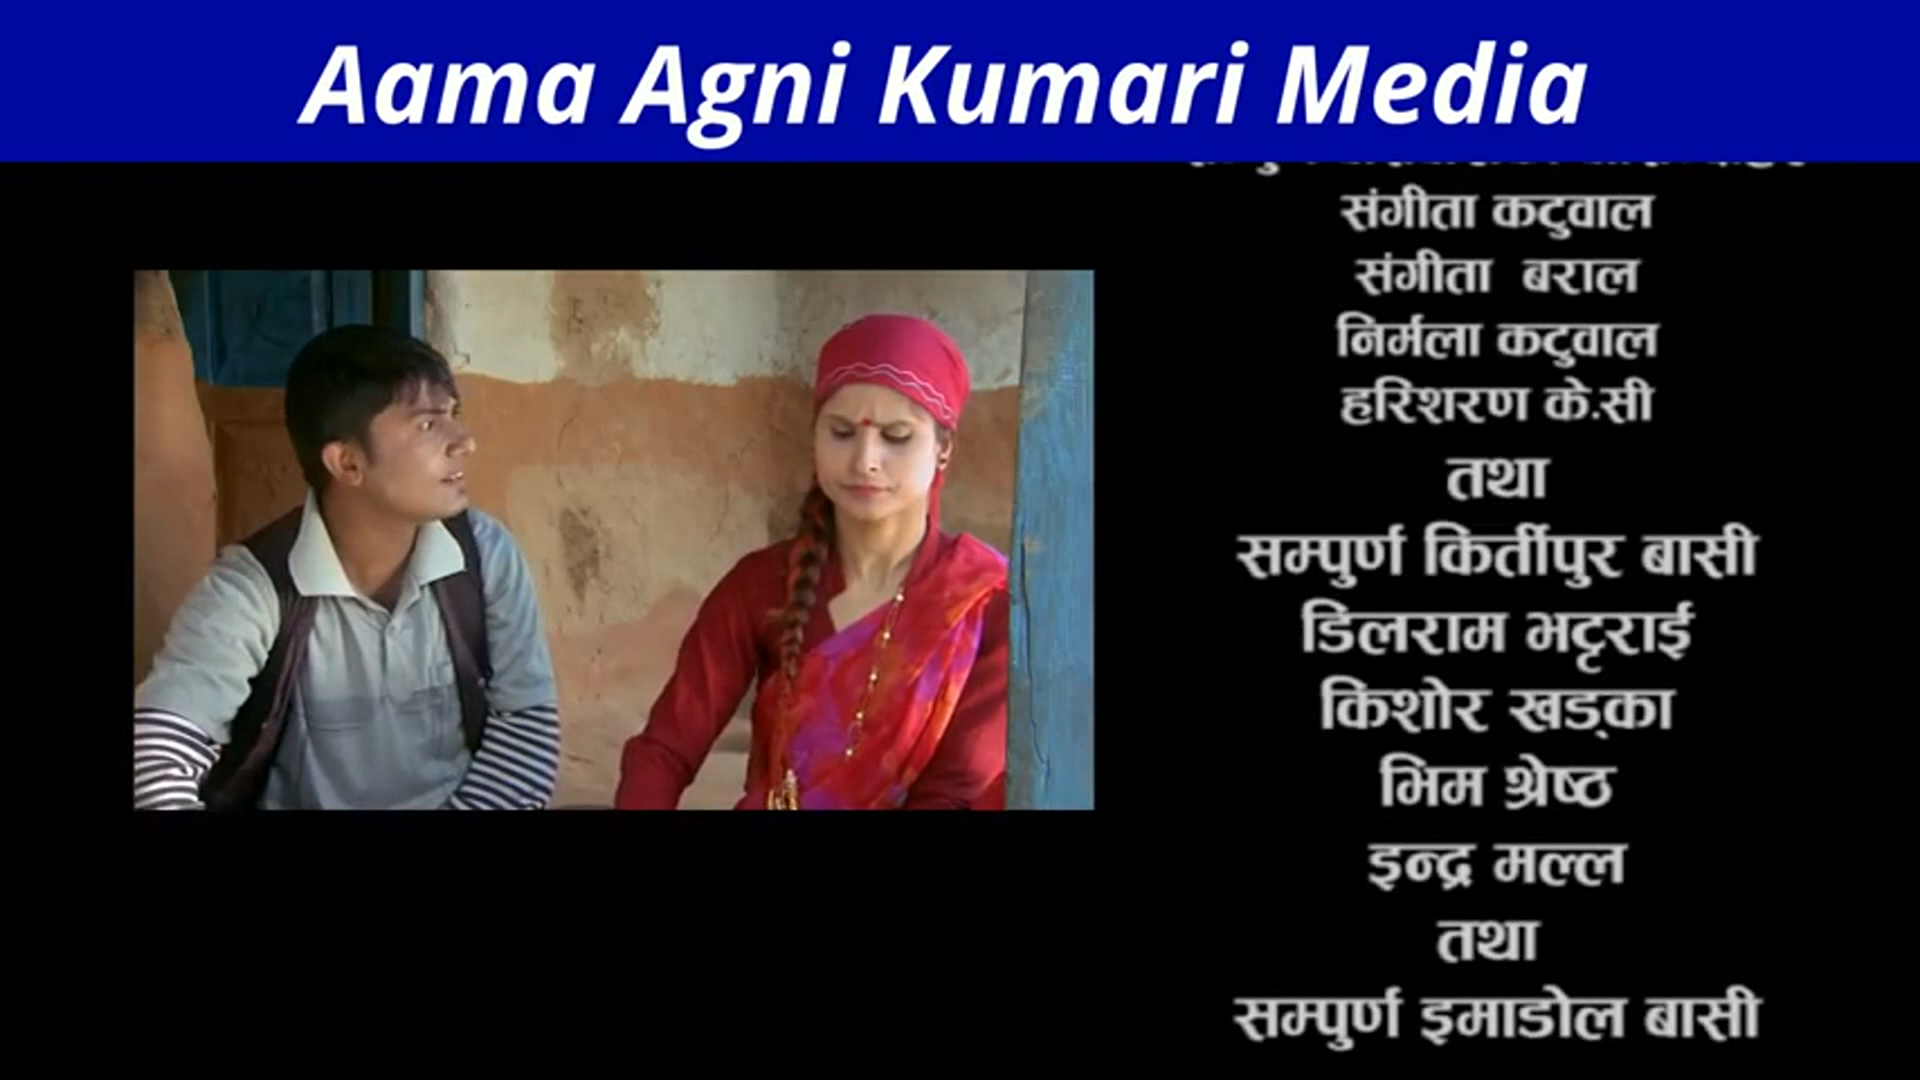 Aama Agni Kumari Media
संगीता कटुवाल
संगीता बराल
निर्मला कटुवाल
हरिशरण के.सी
तथा
सम्पुर्ण किर्तीपुर बासी
डिलराम भट्टराई
किशोर खड्का
भिम श्रेष्ठ
इन्द्र मल्ल
तथा
सम्पुर्ण इमाडोल बासी